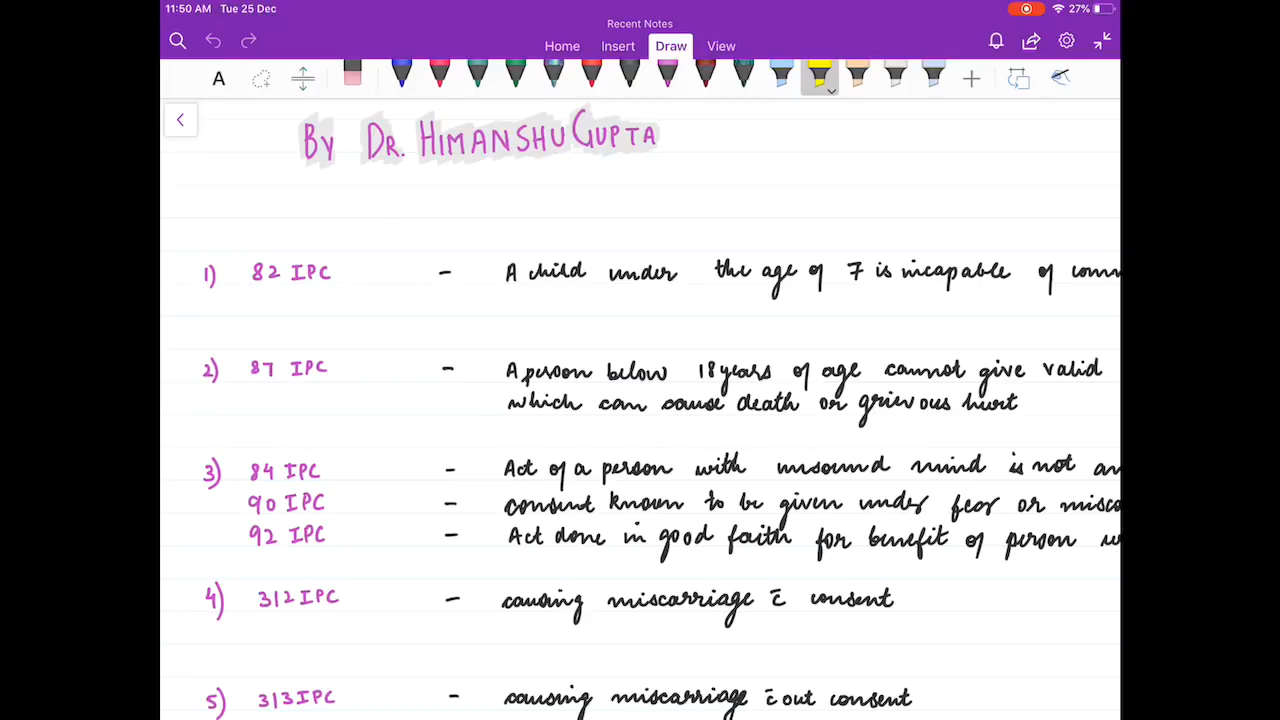 11:50 AM Tue 25 Dec
27%
Recent Notes
Home Insert Draw View
A
By DR. HIMANSHU GUPTA
1) 82 IPC - A child under the age of 7 is incapable of comm
2) 87 IPC - A person below 18 years of age cannot give valid
which can cause death or grievous hurt
3) 84 IPC - Act of a person with unsound mind is not an
90 IPC - consent known to be given under fear or misco
92 IPC - Act done in good faith for benefit of person w
4) 312 IPC - causing miscarriage c̄ consent
5) 313 IPC - causing miscarriage c̄ out consent